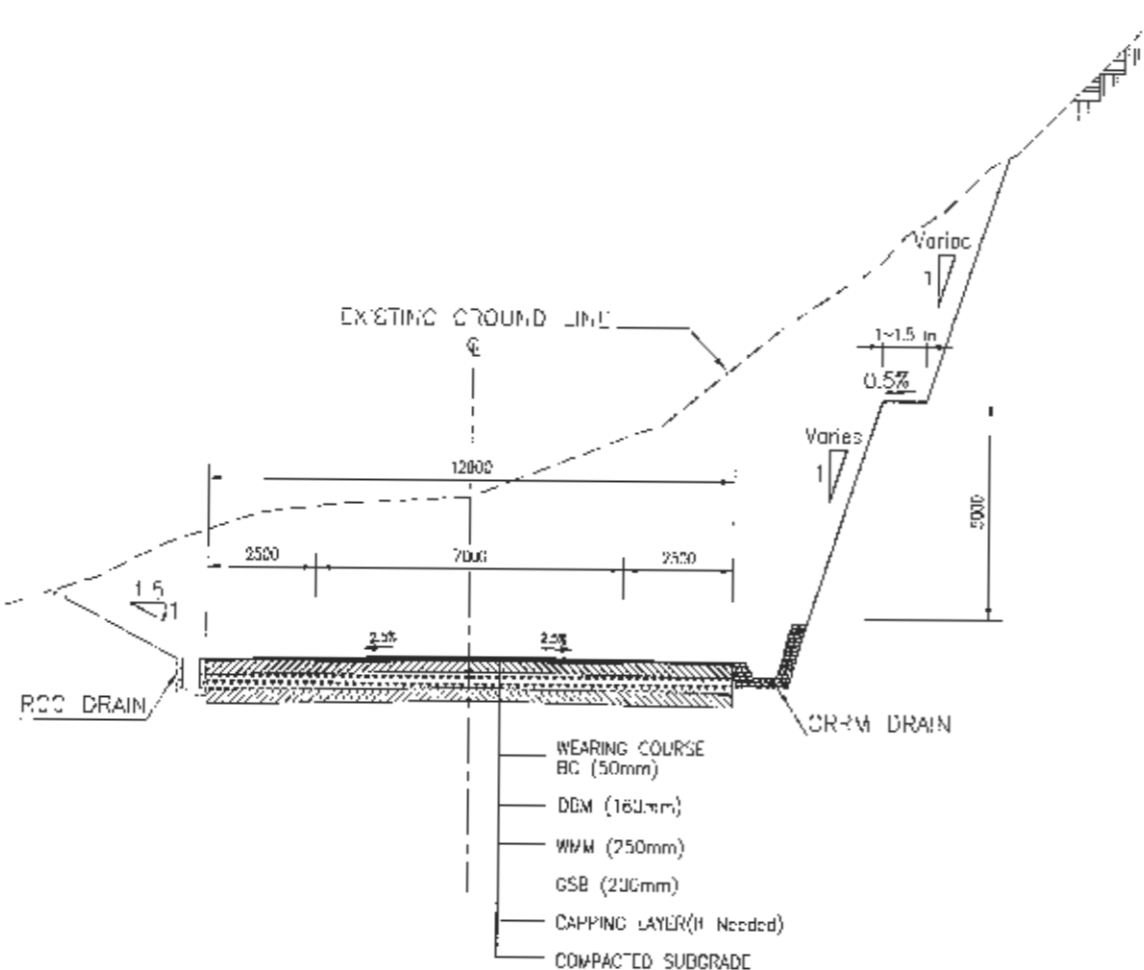 Varies
1
EXISTING GROUND LINE
1~1.5 m
0.5%
Varies
1
12000
2500
7000
2500
1.5
1
2.5%
2.5%
RCC DRAIN
CRRM DRAIN
WEARING COURSE
BC (50mm)
DBM (160mm)
WMM (250mm)
GSB (200mm)
CAPPING LAYER(If Needed)
COMPACTED SUBGRADE